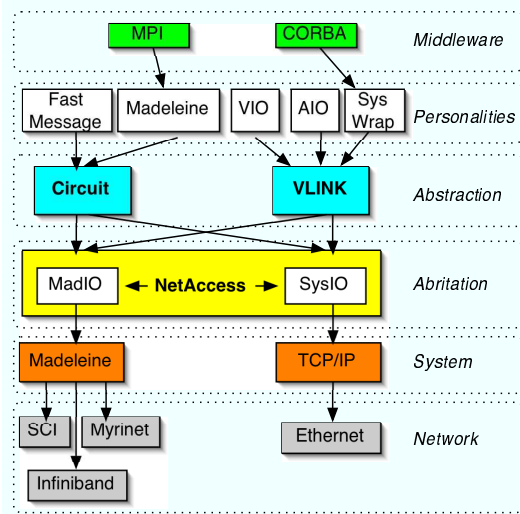 MPI
CORBA
Middleware
Fast
Message
Madeleine
VIO
AIO
Sys
Wrap
Personalities
Circuit
VLINK
Abstraction
MadIO
NetAccess
SysIO
Abritation
Madeleine
TCP/IP
System
SCI
Myrinet
Ethernet
Network
Infiniband